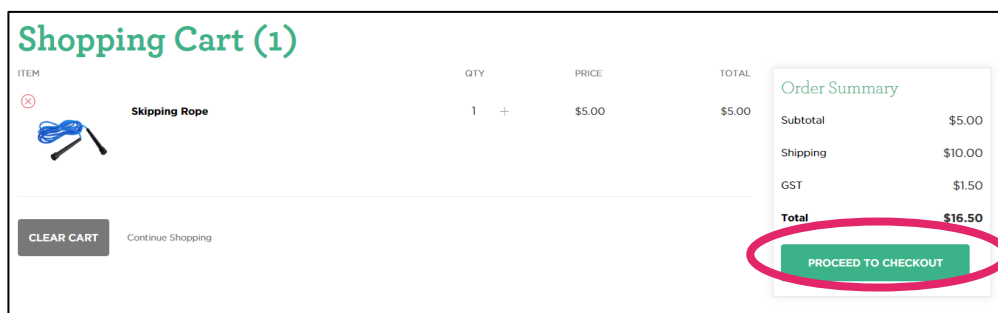 Shopping Cart (1)
ITEM QTY PRICE TOTAL
Skipping Rope 1 + $5.00 $5.00
CLEAR CART Continue Shopping
Order Summary
Subtotal $5.00
Shipping $10.00
GST $1.50
Total $16.50
PROCEED TO CHECKOUT